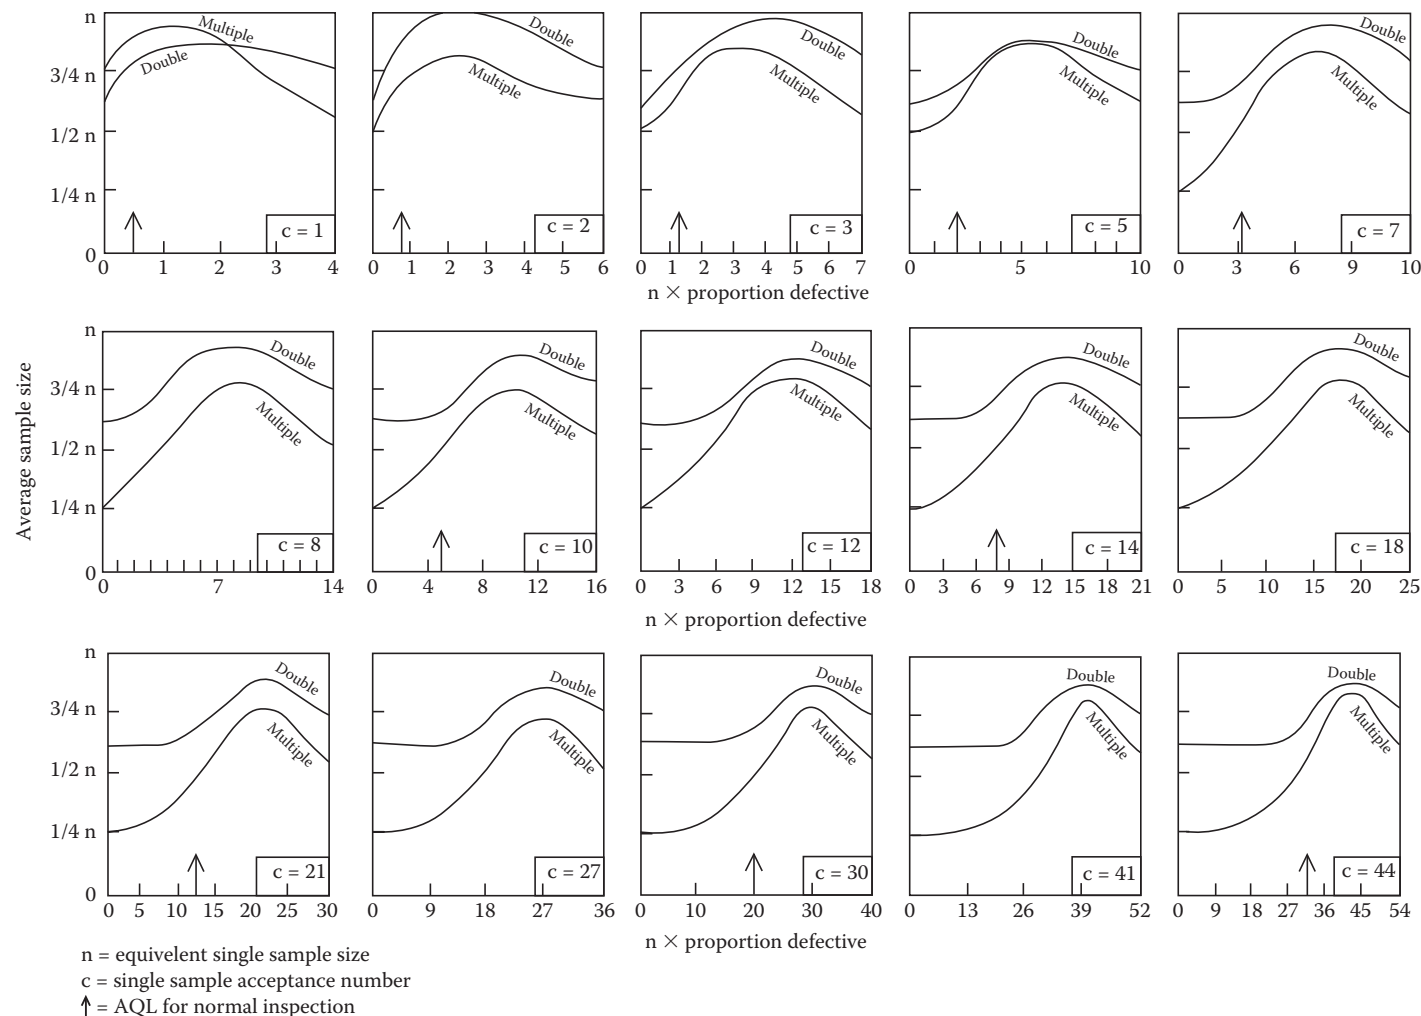 n
3/4 n
1/2 n
1/4 n
0
Multiple
Double
c = 1
0 1 2 3 4
Double
Multiple
c = 2
0 1 2 3 4 5 6
Double
Multiple
c = 3
0 1 2 3 4 5 6 7
Double
Multiple
c = 5
0 5 10
Double
Multiple
c = 7
0 3 6 9 10
n × proportion defective
Average sample size
n
3/4 n
1/2 n
1/4 n
0
Double
Multiple
c = 8
0 7 14
Double
Multiple
c = 10
0 4 8 12 16
Double
Multiple
c = 12
0 3 6 9 12 15 18
Double
Multiple
c = 14
0 3 6 9 12 15 18 21
Double
Multiple
c = 18
0 5 10 15 20 25
n × proportion defective
n
3/4 n
1/2 n
1/4 n
0
Double
Multiple
c = 21
0 5 10 15 20 25 30
Double
Multiple
c = 27
0 9 18 27 36
Double
Multiple
c = 30
0 10 20 30 40
Double
Multiple
c = 41
0 13 26 39 52
Double
Multiple
c = 44
0 9 18 27 36 45 54
n × proportion defective
n = equivelent single sample size
c = single sample acceptance number
↑ = AQL for normal inspection